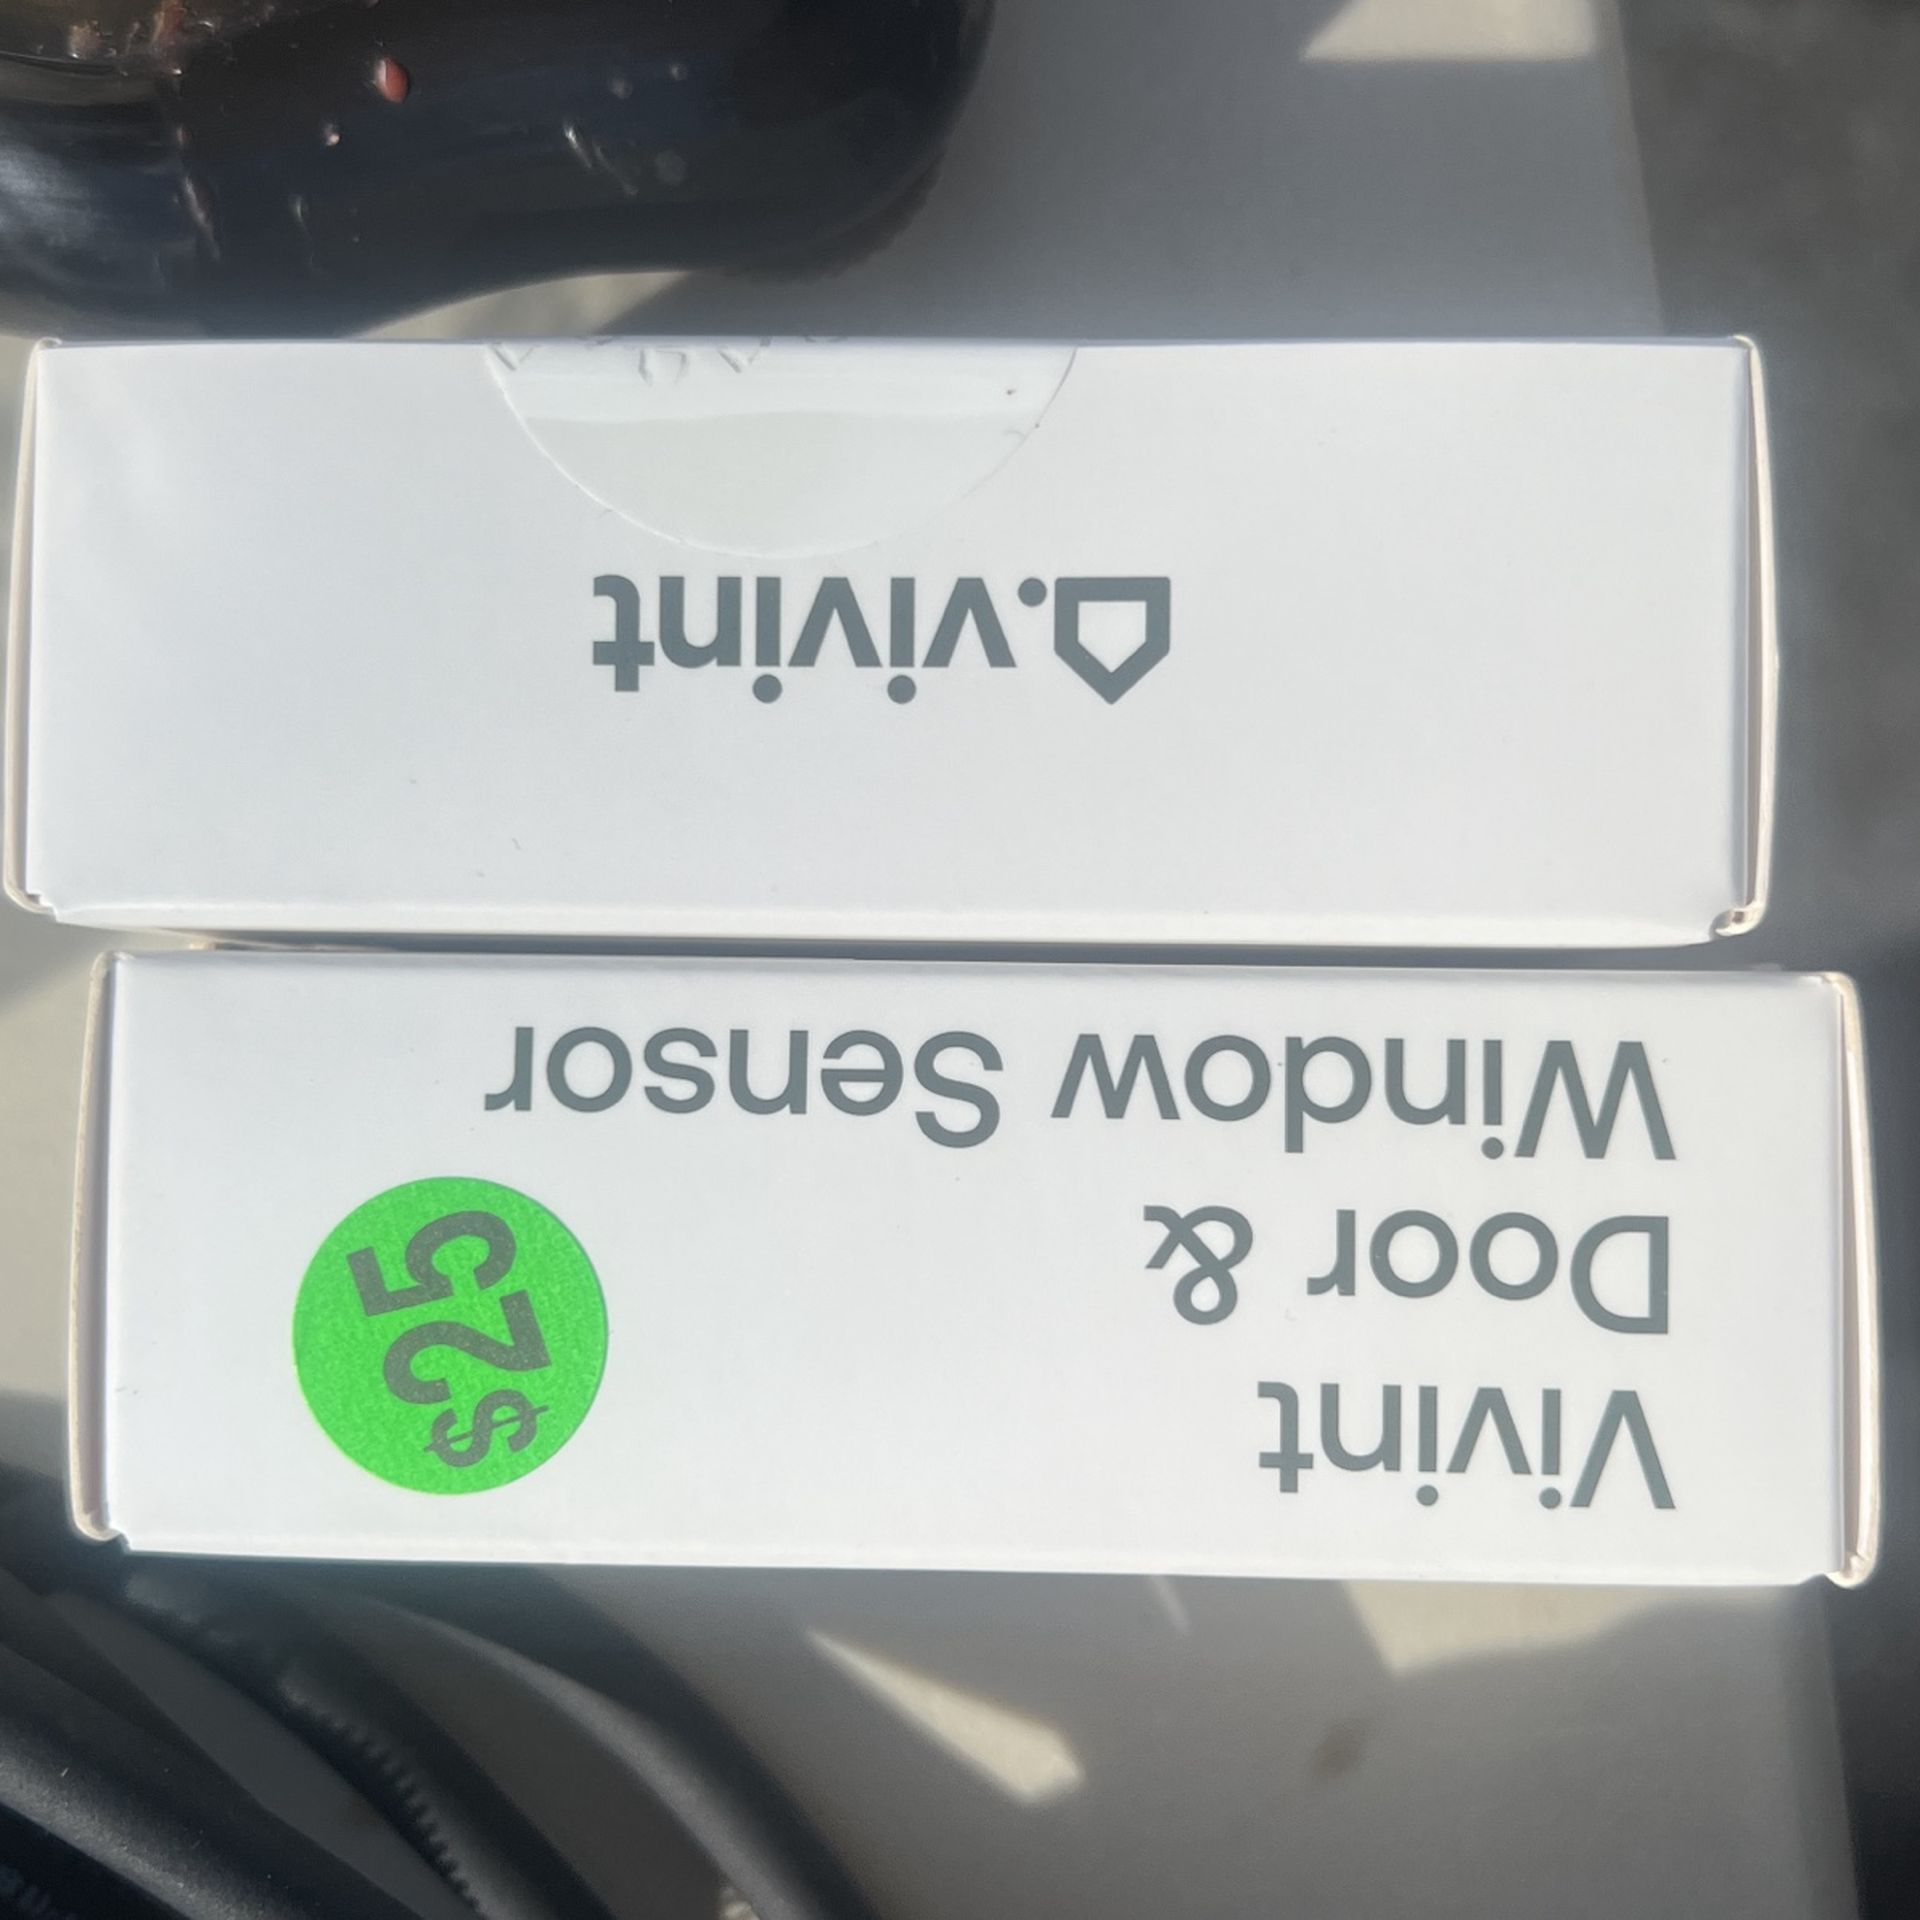 .vivint
Vivint
Door &
Window Sensor
$25